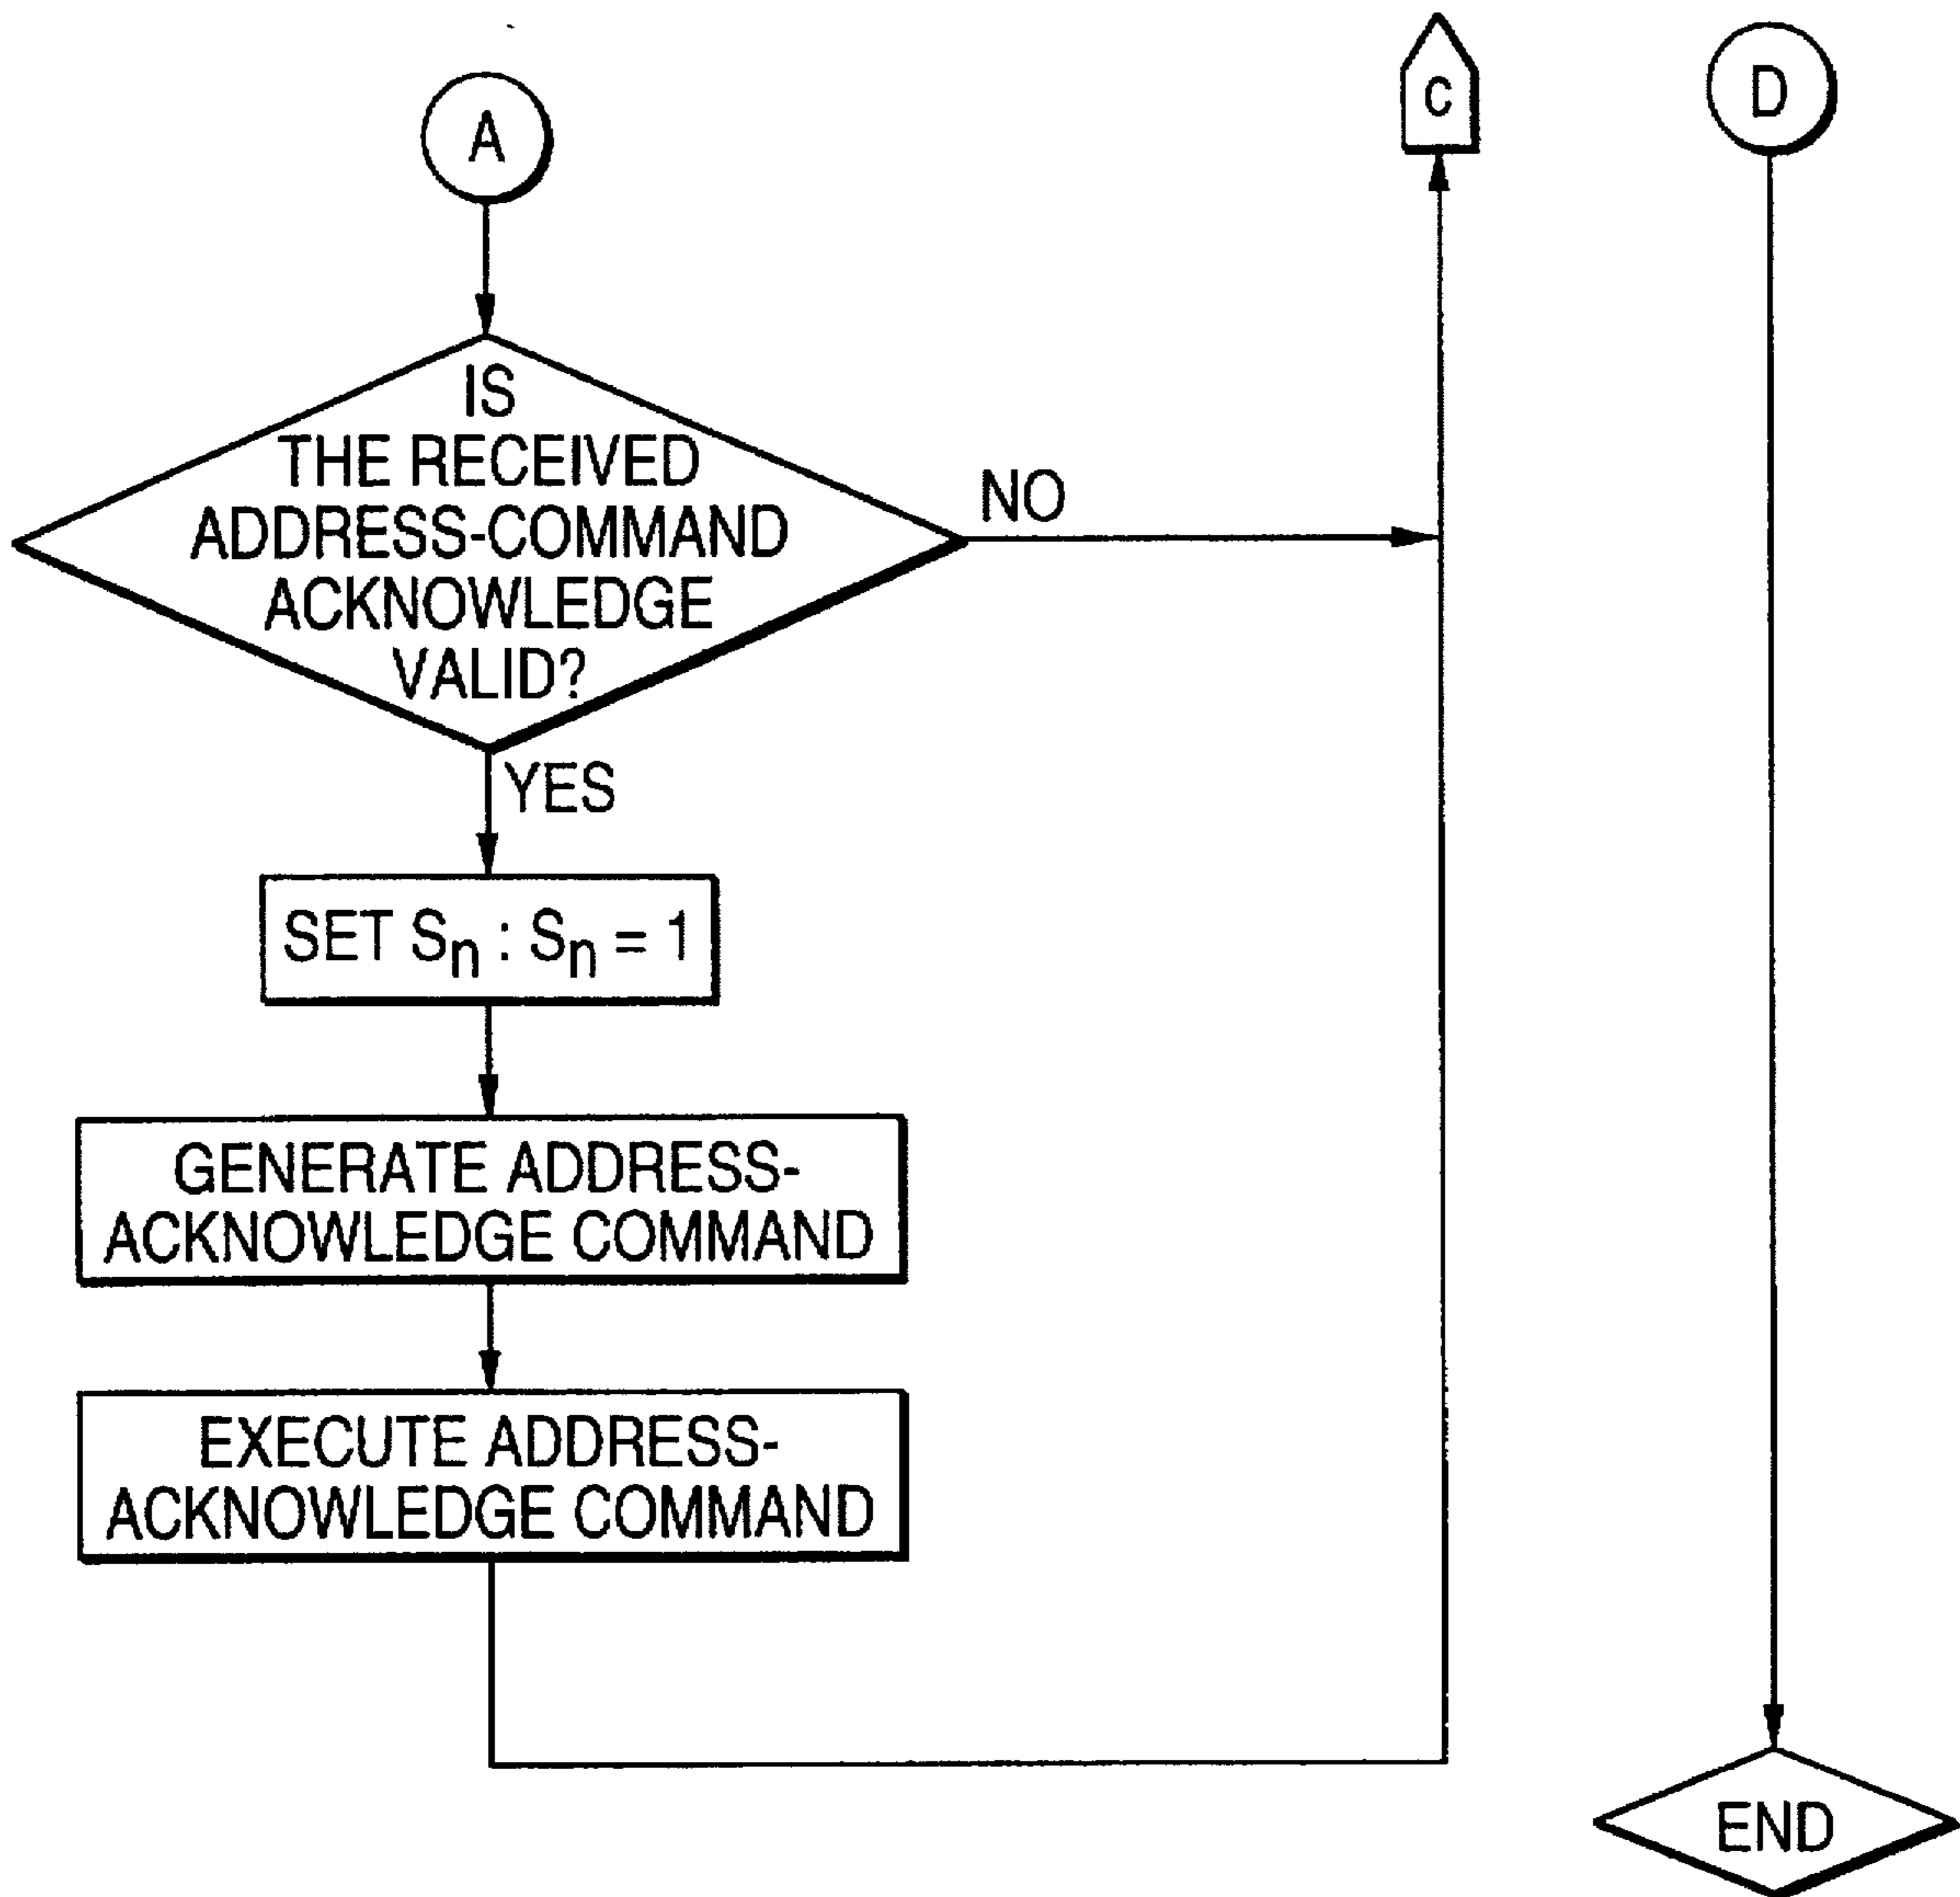 A
C
D
IS
THE RECEIVED
ADDRESS-COMMAND
ACKNOWLEDGE
VALID?
NO
YES
SET Sn : Sn = 1
GENERATE ADDRESS-
ACKNOWLEDGE COMMAND
EXECUTE ADDRESS-
ACKNOWLEDGE COMMAND
END